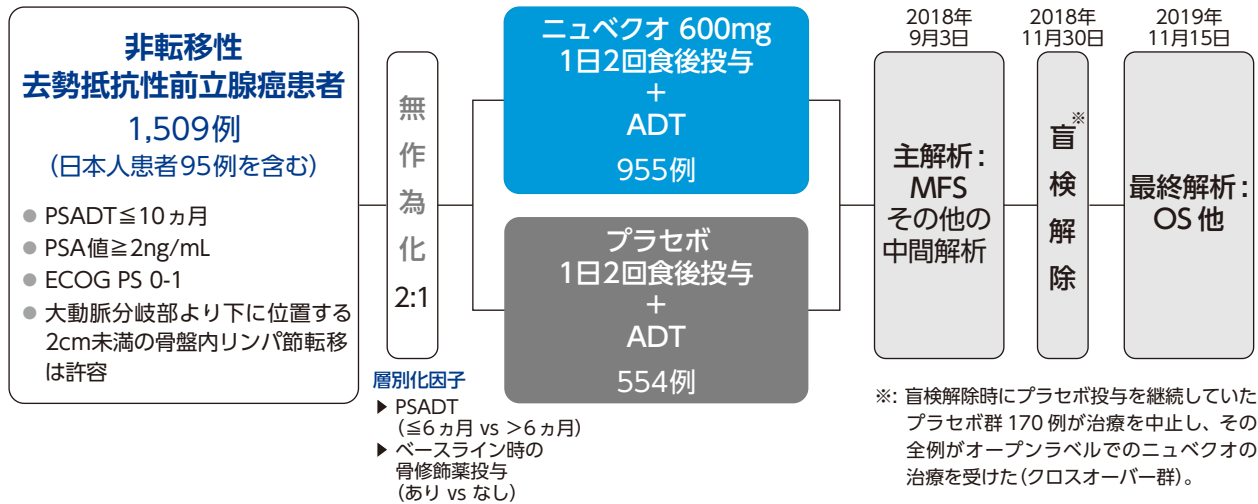 非転移性
去勢抵抗性前立腺癌患者
1,509例
(日本人患者95例を含む)
● PSADT≦10ヵ月
● PSA値≧2ng/mL
● ECOG PS 0-1
● 大動脈分岐部より下に位置する
2cm未満の骨盤内リンパ節転移
は許容
無作為化
2:1
層別化因子
▶ PSADT
(≦6ヵ月 vs >6ヵ月)
▶ ベースライン時の
骨修飾薬投与
(あり vs なし)
ニュベクオ 600mg
1日2回食後投与
+
ADT
955例
プラセボ
1日2回食後投与
+
ADT
554例
2018年
9月3日
主解析:
MFS
その他の
中間解析
2018年
11月30日
盲検解除※
2019年
11月15日
最終解析:
OS 他
※: 盲検解除時にプラセボ投与を継続していた
プラセボ群 170 例が治療を中止し、その
全例がオープンラベルでのニュベクオの
治療を受けた(クロスオーバー群)。